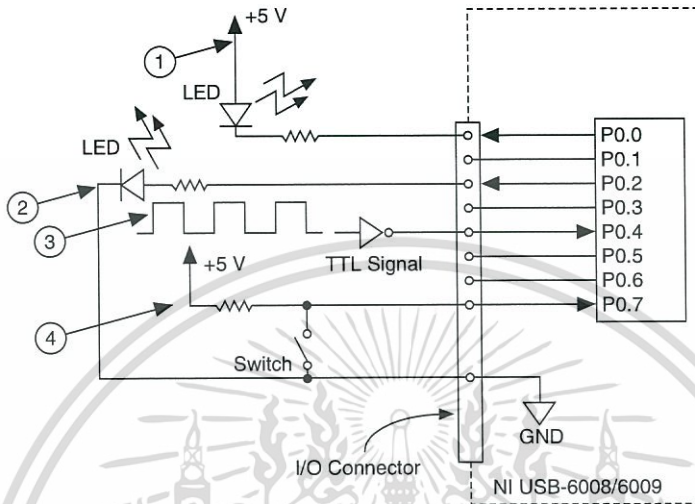 +5 V
1
LED
LED
P0.0
P0.1
2
P0.2
3
P0.3
P0.4
+5 V
TTL Signal
P0.5
P0.6
4
P0.7
Switch
GND
I/O Connector
NI USB-6008/6009